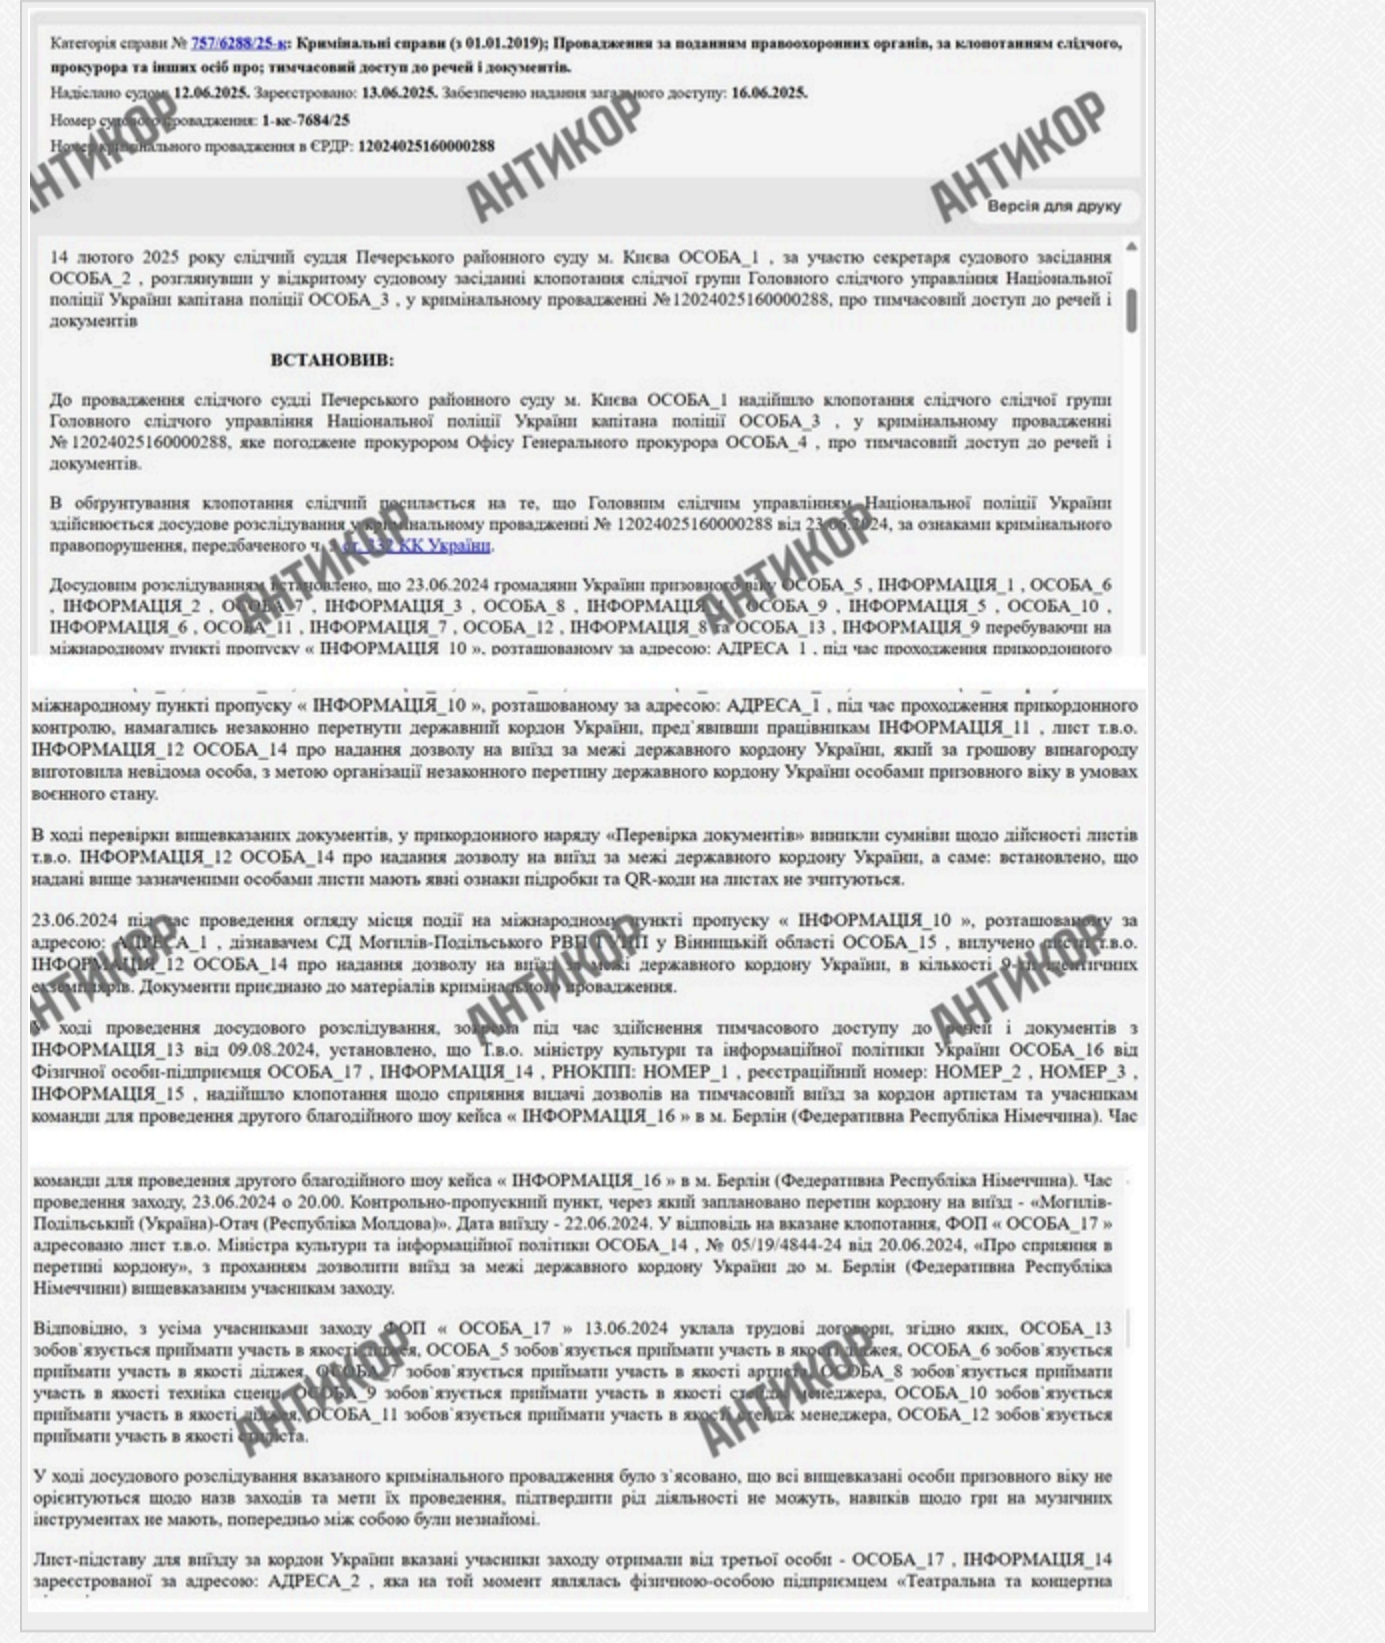 Категорія справи № 757/6288/25-к: Кримінальні справи (з 01.01.2019); Провадження за поданням правоохоронних органів, за клопотанням слідчого,
прокурора та інших осіб про; тимчасовий доступ до речей і документів.
Надіслано судом: 12.06.2025. Зареєстровано: 13.06.2025. Забезпечено надання загального доступу: 16.06.2025.
Номер судового провадження: 1-кс-7684/25
Номер кримінального провадження в ЄРДР: 12024025160000288
АНТИКОР АНТИКОР АНТИКОР
Версія для друку
14 лютого 2025 року слідчий суддя Печерського районного суду м. Києва ОСОБА_1 , за участю секретаря судового засідання
ОСОБА_2 , розглянувши у відкритому судовому засіданні клопотання слідчої групи Головного слідчого управління Національної
поліції України капітана поліції ОСОБА_3 , у кримінальному провадженні №12024025160000288, про тимчасовий доступ до речей і
документів
ВСТАНОВИВ:
До провадження слідчого судді Печерського районного суду м. Києва ОСОБА_1 надійшло клопотання слідчого слідчої групи
Головного слідчого управління Національної поліції України капітана поліції ОСОБА_3 , у кримінальному провадженні
№12024025160000288, яке погоджене прокурором Офісу Генерального прокурора ОСОБА_4 , про тимчасовий доступ до речей і
документів.
В обґрунтування клопотання слідчий посилається на те, що Головним слідчим управлінням Національної поліції України
здійснюється досудове розслідування у кримінальному провадженні № 12024025160000288 від 23.06.2024, за ознаками кримінального
правопорушення, передбаченого ч. ст. 332 КК України.
АНТИКОР АНТИКОР
Досудовим розслідуванням встановлено, що 23.06.2024 громадяни України призовного віку ОСОБА_5 , ІНФОРМАЦІЯ_1 , ОСОБА_6
, ІНФОРМАЦІЯ_2 , ОСОБА_7 , ІНФОРМАЦІЯ_3 , ОСОБА_8 , ІНФОРМАЦІЯ_4 , ОСОБА_9 , ІНФОРМАЦІЯ_5 , ОСОБА_10 ,
ІНФОРМАЦІЯ_6 , ОСОБА_11 , ІНФОРМАЦІЯ_7 , ОСОБА_12 , ІНФОРМАЦІЯ_8 та ОСОБА_13 , ІНФОРМАЦІЯ_9 перебуваючи на
міжнародному пункті пропуску « ІНФОРМАЦІЯ_10 », розташованому за адресою: АДРЕСА_1 , під час проходження прикордонного
міжнародному пункті пропуску « ІНФОРМАЦІЯ_10 », розташованому за адресою: АДРЕСА_1 , під час проходження прикордонного
контролю, намагались незаконно перетнути державний кордон України, пред`явивши працівникам ІНФОРМАЦІЯ_11 , лист т.в.о.
ІНФОРМАЦІЯ_12 ОСОБА_14 про надання дозволу на виїзд за межі державного кордону України, який за грошову винагороду
виготовила невідома особа, з метою організації незаконного перетину державного кордону України особами призовного віку в умовах
воєнного стану.
В ході перевірки вищевказаних документів, у прикордонного наряду «Перевірка документів» виникли сумніви щодо дійсності листів
т.в.о. ІНФОРМАЦІЯ_12 ОСОБА_14 про надання дозволу на виїзд за межі державного кордону України, а саме: встановлено, що
надані вище зазначеними особами листи мають явні ознаки підробки та QR-коди на листах не зчитуються.
23.06.2024 під час проведення огляду місця події на міжнародному пункті пропуску « ІНФОРМАЦІЯ_10 », розташованому за
адресою: АДРЕСА_1 , дізнавачем СД Могилів-Подільського РВП ГУНП у Вінницькій області ОСОБА_15 , вилучено листи т.в.о.
ІНФОРМАЦІЯ_12 ОСОБА_14 про надання дозволу на виїзд за межі державного кордону України, в кількості 9-ти ідентичних
екземплярів. Документи приєднано до матеріалів кримінального провадження.
АНТИКОР АНТИКОР АНТИКОР
У ході проведення досудового розслідування, зокрема під час здійснення тимчасового доступу до речей і документів з
ІНФОРМАЦІЯ_13 від 09.08.2024, установлено, що Т.в.о. міністру культури та інформаційної політики України ОСОБА_16 від
Фізичної особи-підприємця ОСОБА_17 , ІНФОРМАЦІЯ_14 , РНОКПП: НОМЕР_1 , реєстраційний номер: НОМЕР_2 , НОМЕР_3 ,
ІНФОРМАЦІЯ_15 , надійшло клопотання щодо сприяння видачі дозволів на тимчасовий виїзд за кордон артистам та учасникам
команди для проведення другого благодійного шоу кейса « ІНФОРМАЦІЯ_16 » в м. Берлін (Федеративна Республіка Німеччина). Час
команди для проведення другого благодійного шоу кейса « ІНФОРМАЦІЯ_16 » в м. Берлін (Федеративна Республіка Німеччина). Час
проведення заходу, 23.06.2024 о 20.00. Контрольно-пропускний пункт, через який заплановано перетин кордону на виїзд - «Могилів-
Подільський (Україна)-Отач (Республіка Молдова)». Дата виїзду - 22.06.2024. У відповідь на вказане клопотання, ФОП « ОСОБА_17 »
адресовано лист т.в.о. Міністра культури та інформаційної політики ОСОБА_14 , № 05/19/4844-24 від 20.06.2024, «Про сприяння в
перетині кордону», з проханням дозволити виїзд за межі державного кордону України до м. Берлін (Федеративна Республіка
Німеччини) вищевказаним учасникам заходу.
Відповідно, з усіма учасниками заходу ФОП « ОСОБА_17 » 13.06.2024 уклала трудові договори, згідно яких, ОСОБА_13
зобов`язується приймати участь в якості діджея, ОСОБА_5 зобов`язується приймати участь в якості діджея, ОСОБА_6 зобов`язується
приймати участь в якості діджея, ОСОБА_7 зобов`язується приймати участь в якості артиста, ОСОБА_8 зобов`язується приймати
участь в якості техніка сцени, ОСОБА_9 зобов`язується приймати участь в якості стейдж менеджера, ОСОБА_10 зобов`язується
приймати участь в якості діджея, ОСОБА_11 зобов`язується приймати участь в якості стейдж менеджера, ОСОБА_12 зобов`язується
приймати участь в якості стиліста.
АНТИКОР АНТИКОР
У ході досудового розслідування вказаного кримінального провадження було з`ясовано, що всі вищевказані особи призовного віку не
орієнтуються щодо назв заходів та мети їх проведення, підтвердити рід діяльності не можуть, навиків щодо гри на музичних
інструментах не мають, попередньо між собою були незнайомі.
Лист-підставу для виїзду за кордон України вказані учасники заходу отримали від третьої особи - ОСОБА_17 , ІНФОРМАЦІЯ_14
зареєстрованої за адресою: АДРЕСА_2 , яка на той момент являлась фізичною-особою підприємцем «Театральна та концертна